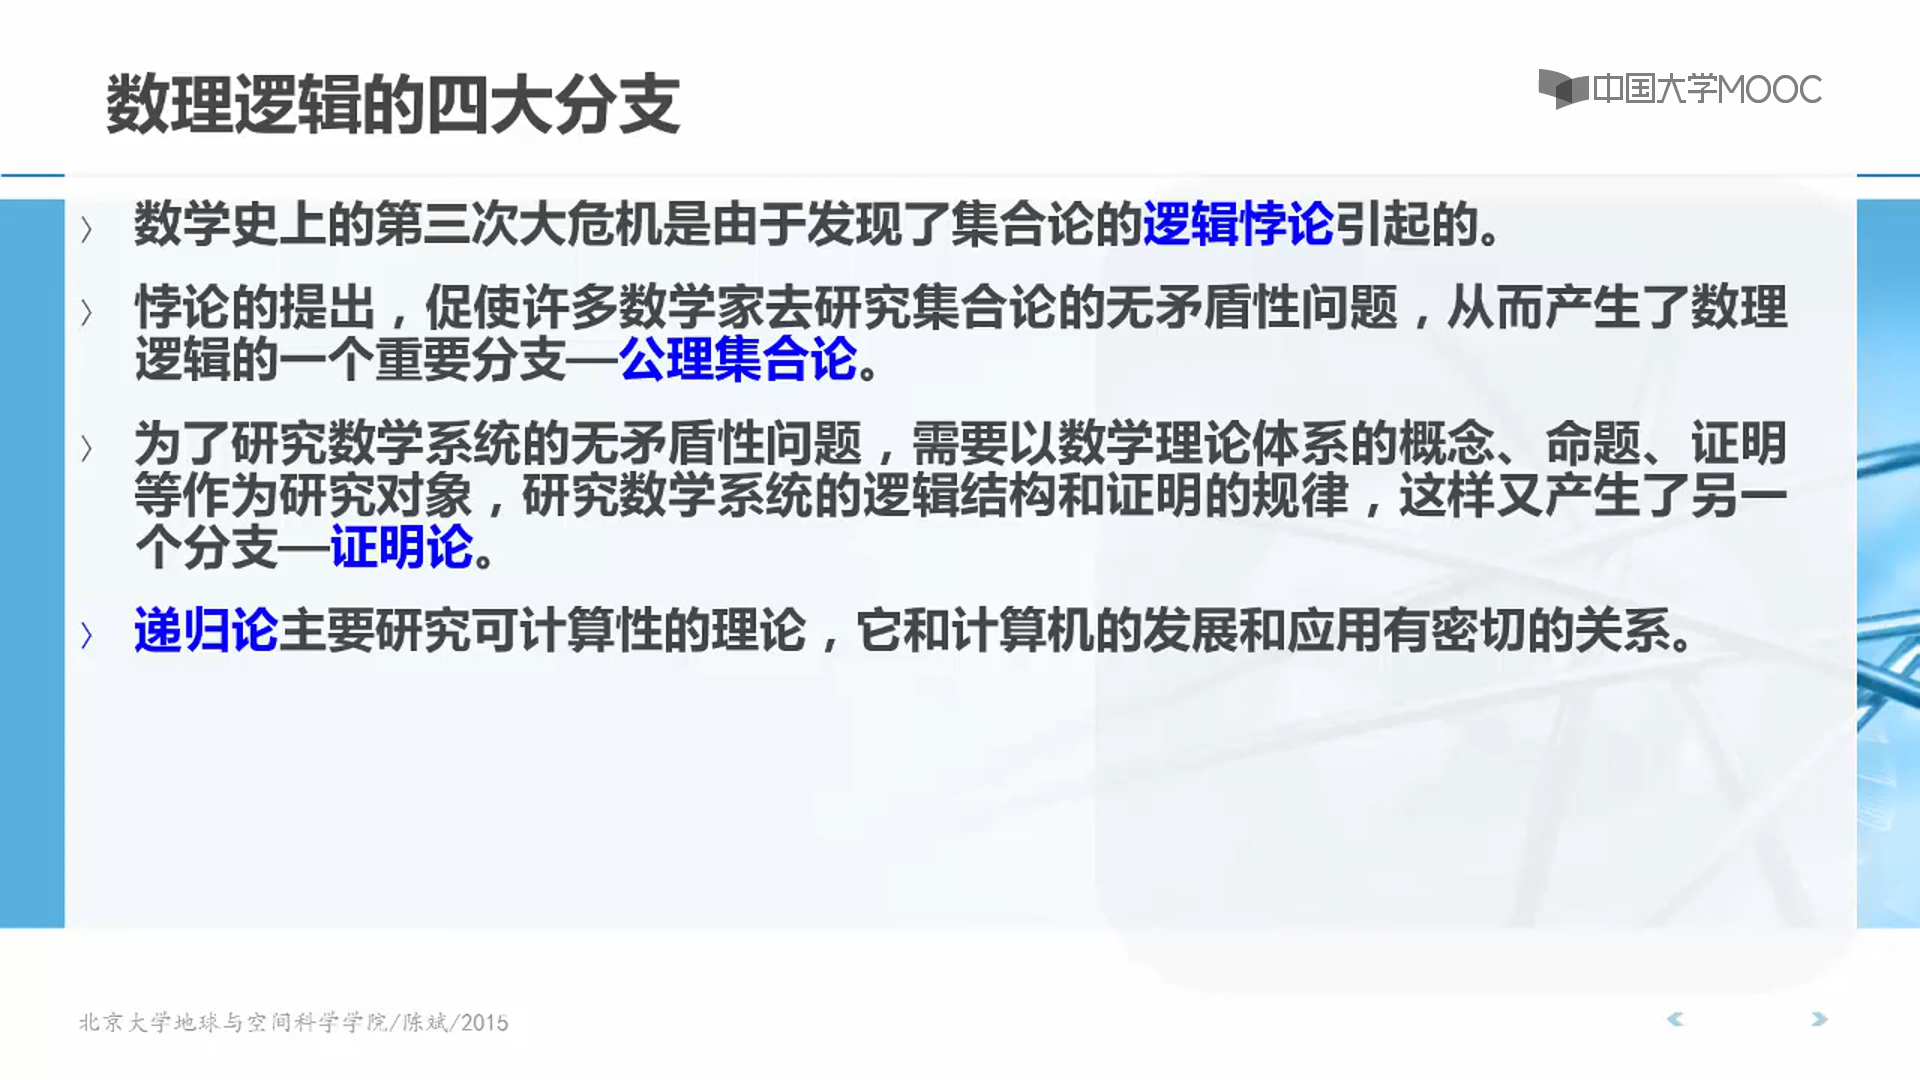 数理逻辑的四大分支
中国大学MOOC
〉 数学史上的第三次大危机是由于发现了集合论的逻辑悖论引起的。
〉 悖论的提出，促使许多数学家去研究集合论的无矛盾性问题，从而产生了数理
逻辑的一个重要分支—公理集合论。
〉 为了研究数学系统的无矛盾性问题，需要以数学理论体系的概念、命题、证明
等作为研究对象，研究数学系统的逻辑结构和证明的规律，这样又产生了另一
个分支—证明论。
〉 递归论主要研究可计算性的理论，它和计算机的发展和应用有密切的关系。
北京大学地球与空间科学学院/陈斌/2015